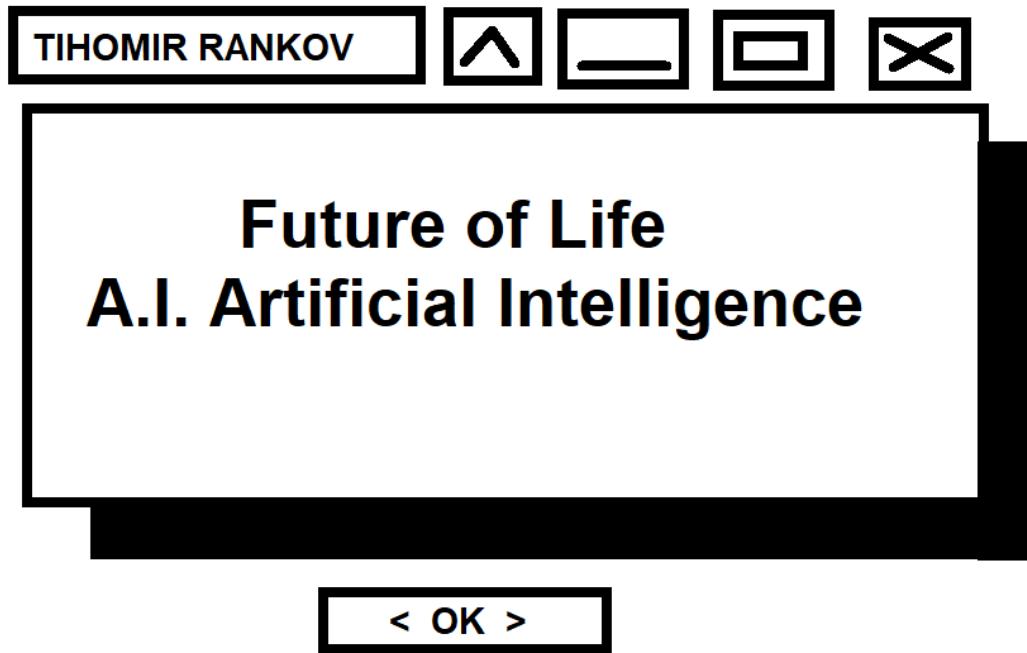 TIHOMIR RANKOV
Future of Life
A.I. Artificial Intelligence
< OK >